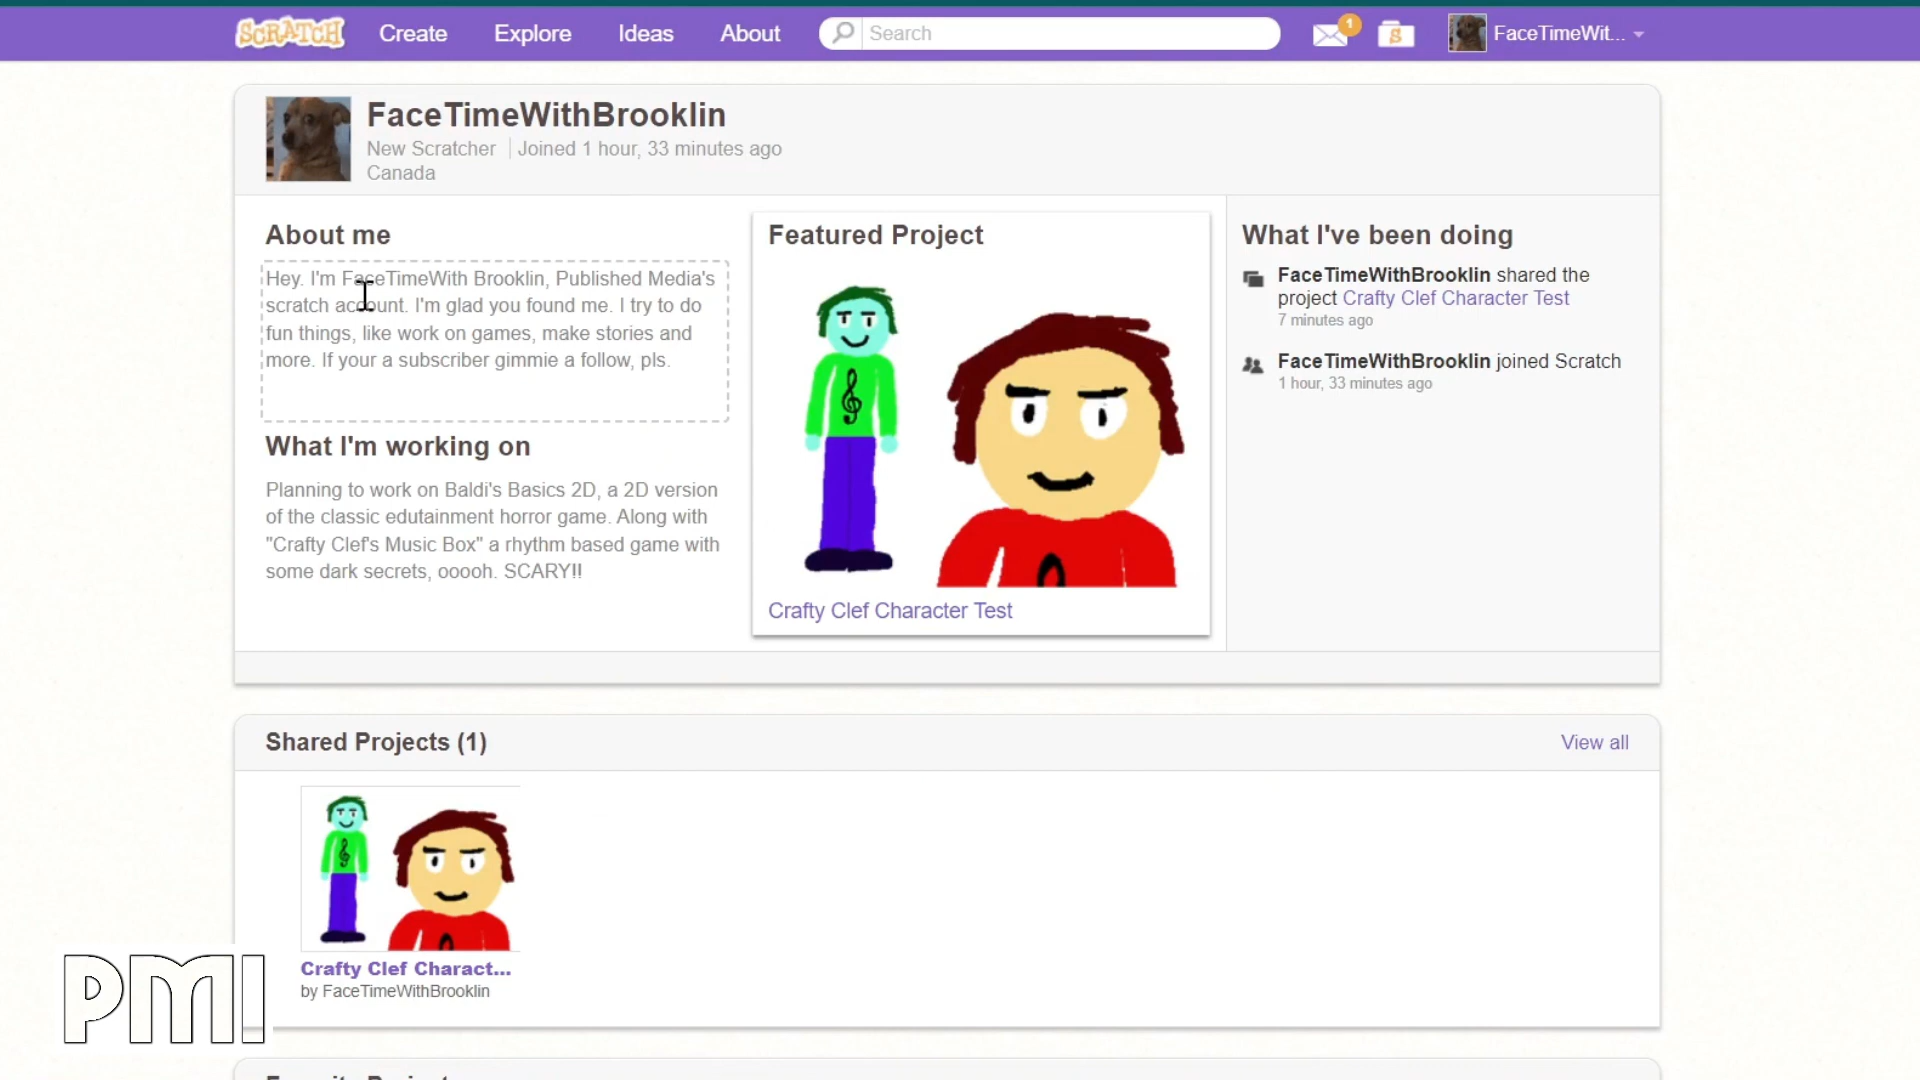 SCRATCH Create Explore Ideas About Search 1 S FaceTimeWit...
FaceTimeWithBrooklin
New Scratcher Joined 1 hour, 33 minutes ago
Canada
About me
Hey. I'm FaceTimeWith Brooklin, Published Media's
scratch account. I'm glad you found me. I try to do
fun things, like work on games, make stories and
more. If your a subscriber gimmie a follow, pls.
What I'm working on
Planning to work on Baldi's Basics 2D, a 2D version
of the classic edutainment horror game. Along with
"Crafty Clef's Music Box" a rhythm based game with
some dark secrets, ooooh. SCARY!!
Featured Project
Crafty Clef Character Test
What I've been doing
FaceTimeWithBrooklin shared the
project Crafty Clef Character Test
7 minutes ago
FaceTimeWithBrooklin joined Scratch
1 hour, 33 minutes ago
Shared Projects (1)
View all
Crafty Clef Charact...
by FaceTimeWithBrooklin
PMI